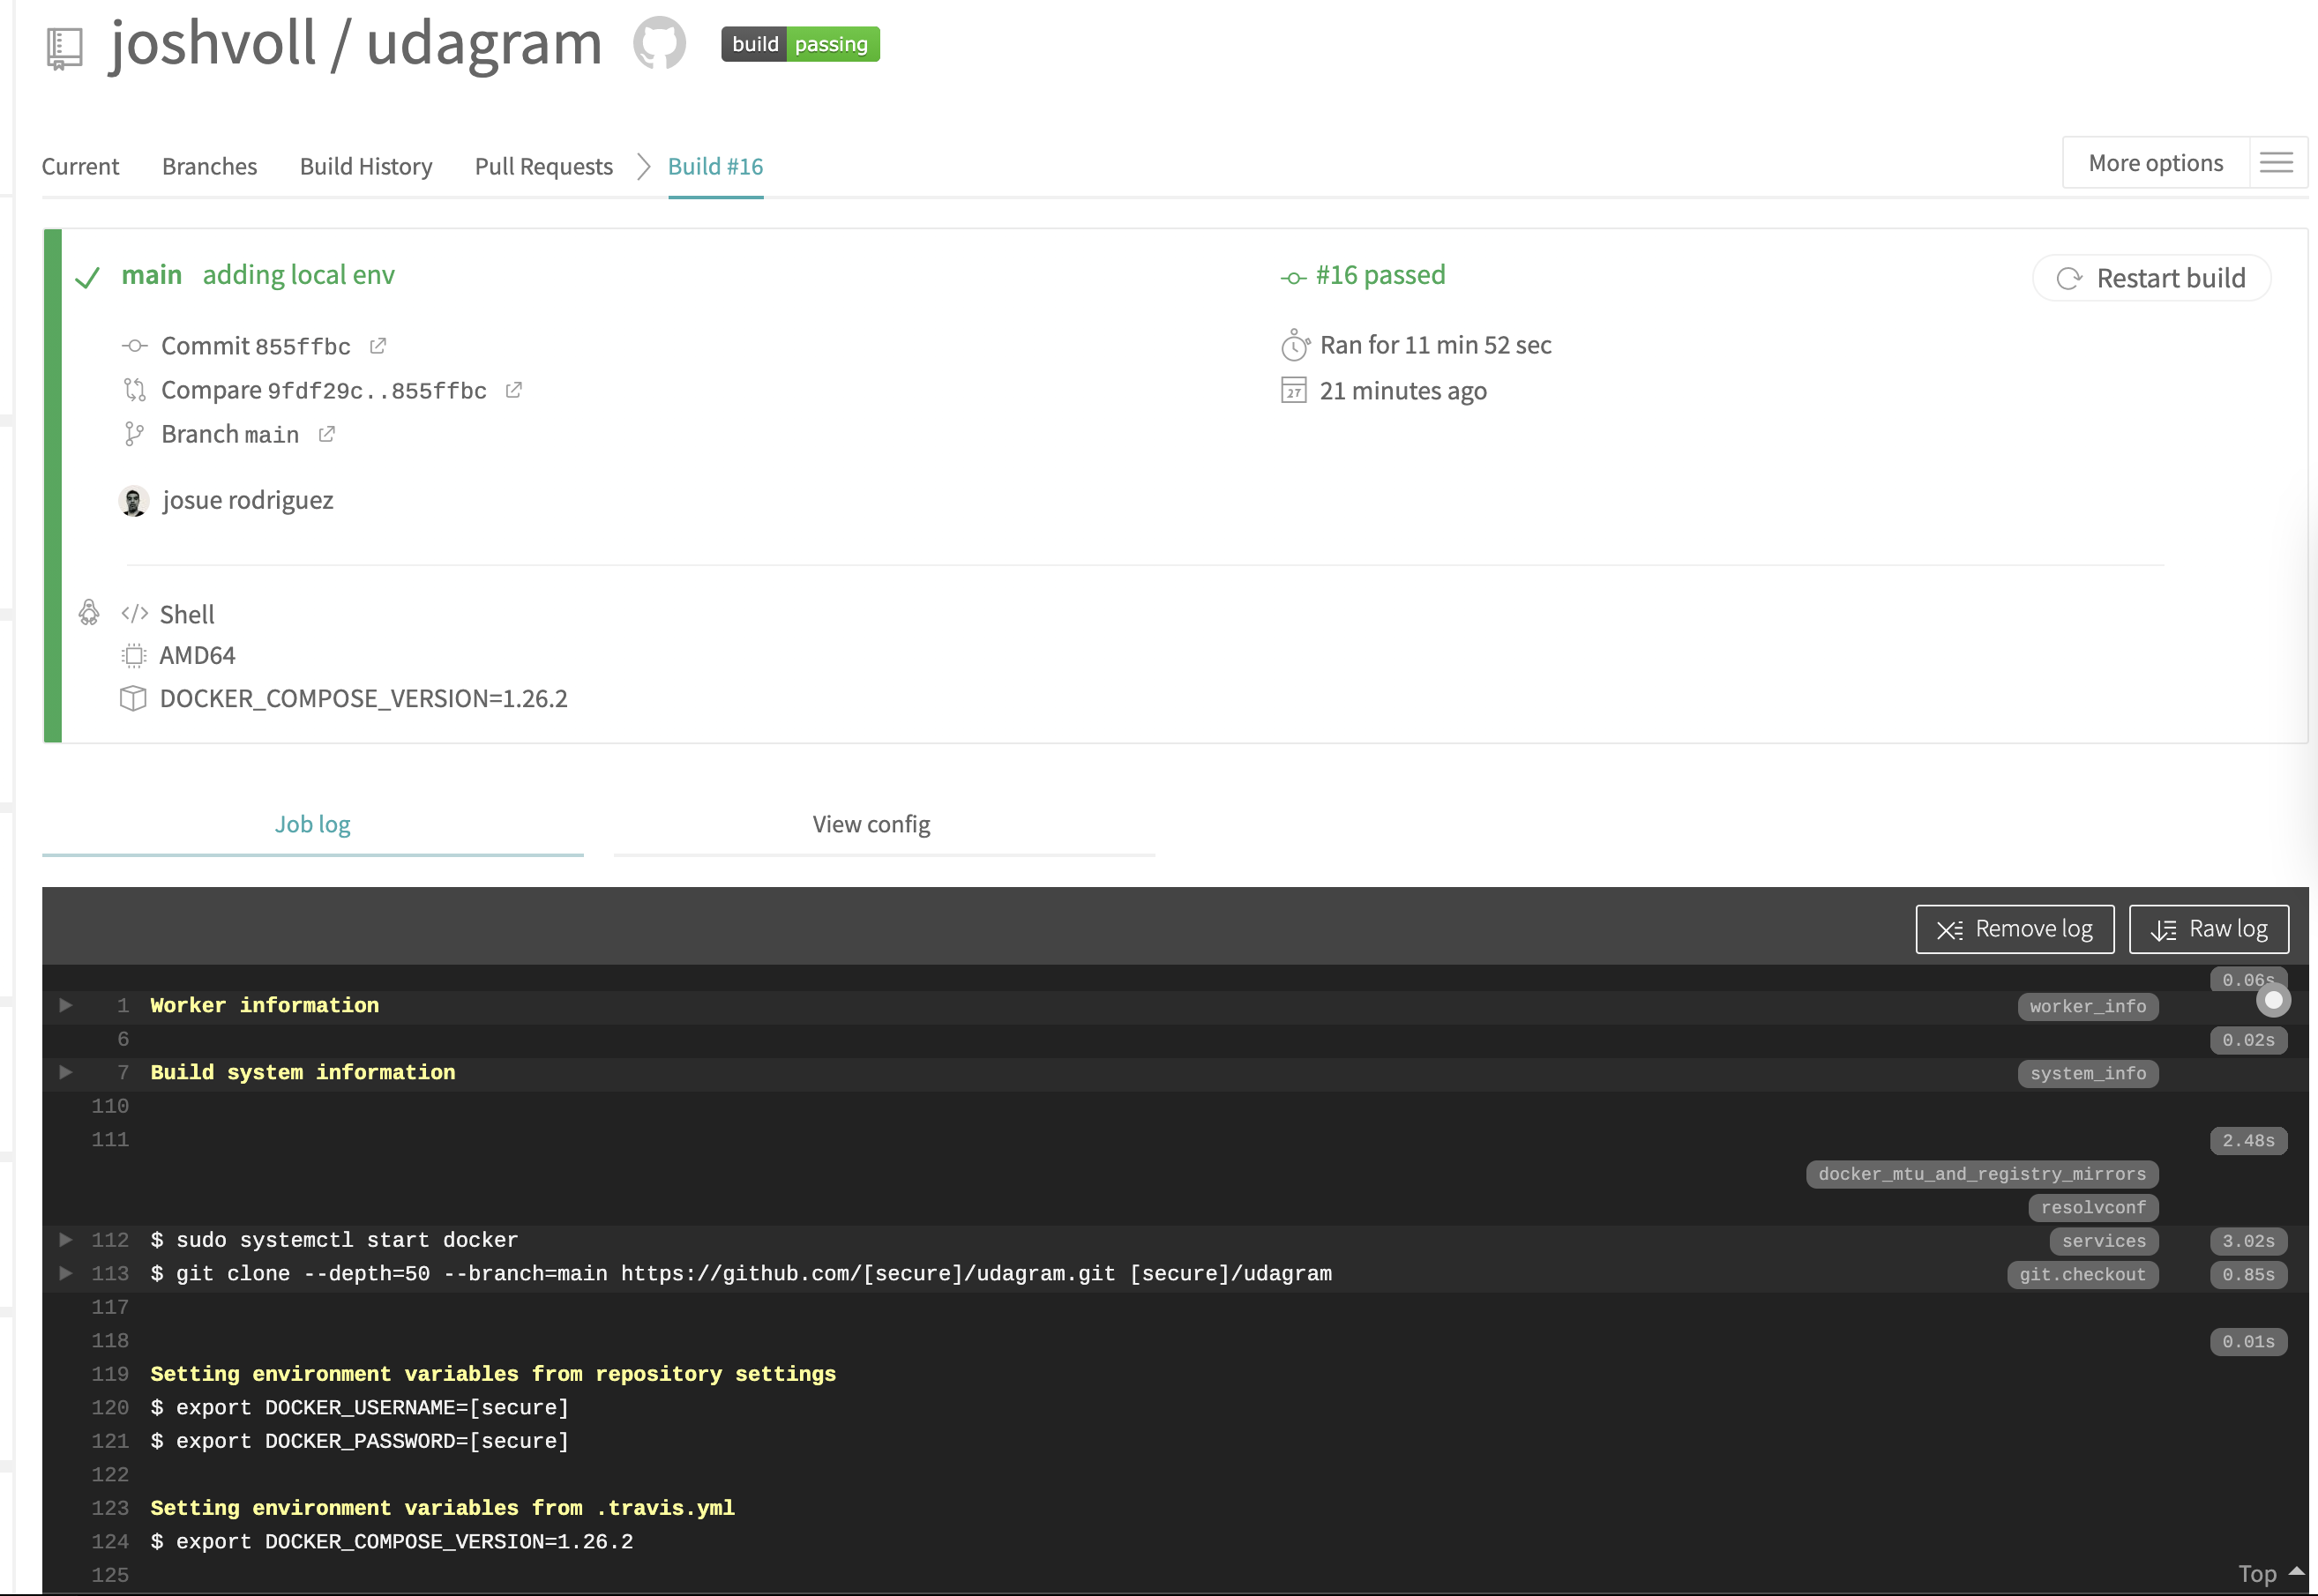 joshvoll / udagram build passing
Current Branches Build History Pull Requests Build #16 More options
main adding local env
Commit 855ffbc
Compare 9fdf29c..855ffbc
Branch main
josue rodriguez
#16 passed
Ran for 11 min 52 sec
27 21 minutes ago
Restart build
</> Shell
AMD64
DOCKER_COMPOSE_VERSION=1.26.2
Job log View config
Remove log Raw log
0.06s
1 Worker information worker_info
6 0.02s
7 Build system information system_info
110
111 2.48s
docker_mtu_and_registry_mirrors
resolvconf
112 $ sudo systemctl start docker services 3.02s
113 $ git clone --depth=50 --branch=main https://github.com/[secure]/udagram.git [secure]/udagram git.checkout 0.85s
117
118 0.01s
119 Setting environment variables from repository settings
120 $ export DOCKER_USERNAME=[secure]
121 $ export DOCKER_PASSWORD=[secure]
122
123 Setting environment variables from .travis.yml
124 $ export DOCKER_COMPOSE_VERSION=1.26.2
125
Top